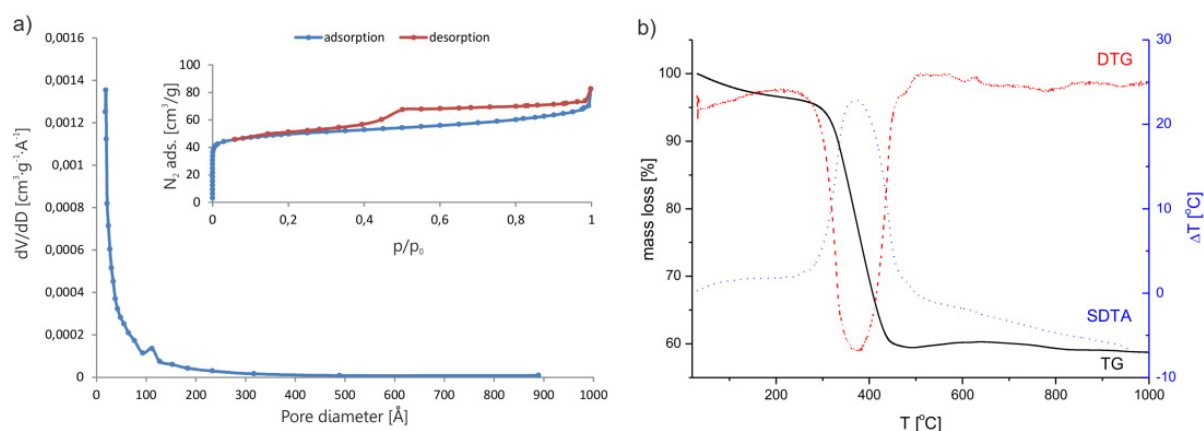 a)
0,0016
0,0014
0,0012
0,001
0,0008
0,0006
0,0004
0,0002
0
dV/dD [cm³·g⁻¹·A⁻¹]
0 100 200 300 400 500 600 700 800 900 1000
Pore diameter [Å]
adsorption desorption
100
80
60
40
20
0
N₂ ads. [cm³/g]
0 0,2 0,4 0,6 0,8 1
p/p₀
b)
100
95
90
85
80
75
70
65
60
mass loss [%]
200 400 600 800 1000
T [°C]
30
20
10
0
-10
ΔT [°C]
DTG
SDTA
TG